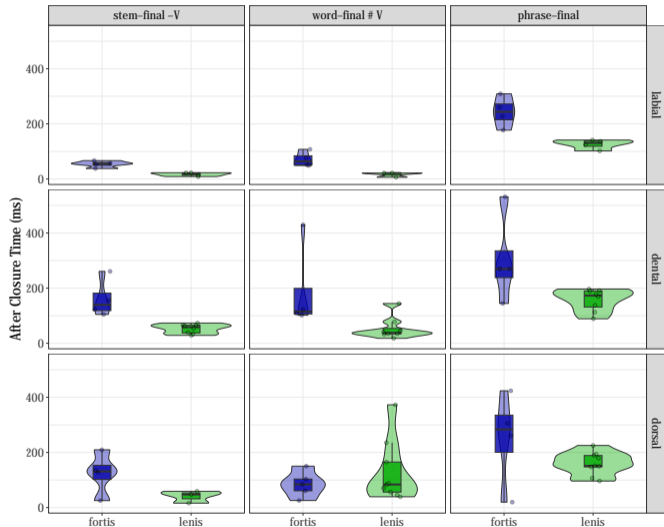 stem-final -V
word-final # V
phrase-final
After Closure Time (ms)
400
200
0
labial
400
200
0
dental
400
200
0
dorsal
fortis
lenis
fortis
lenis
fortis
lenis